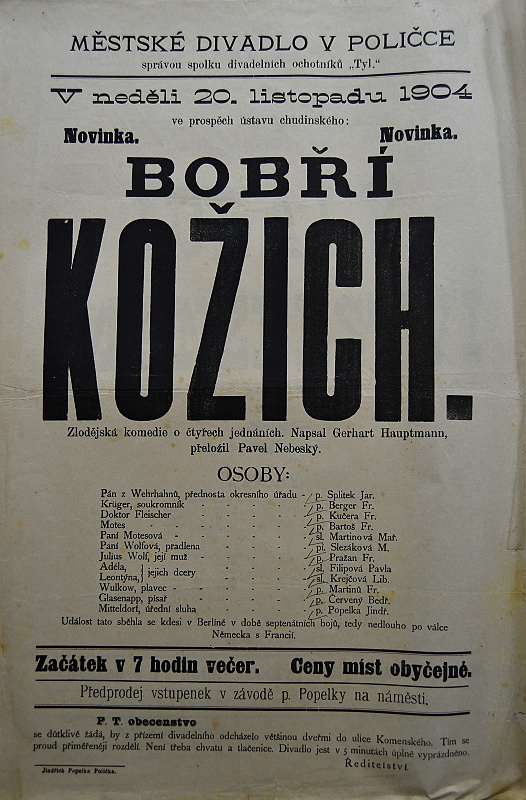 MĚSTSKÉ DIVADLO V POLIČCE
správou spolku divadelních ochotníků „Tyl.“
V neděli 20. listopadu 1904
ve prospěch ústavu chudinského:
Novinka. Novinka.
BOBŘÍ
KOŽICH.
Zlodějská komedie o čtyřech jednáních. Napsal Gerhart Hauptmann,
přeložil Pavel Nebeský.
OSOBY:
Pán z Wehrhahnů, přednosta okresního úřadu - p. Splítek Jar.
Krüger, soukromník - - - - - p. Berger Fr.
Doktor Fleischer - - - - - p. Kučera Fr.
Motes - - - - - - - p. Bartoš Fr.
Paní Motesová - - - - - - sl. Martinová Mař.
Paní Wolfová, pradlena - - - - - pí. Slezáková M.
Julius Wolf, její muž - - - - - p. Pražan Fr.
Adéla, } jejich dcery - - - - sl. Filipová Pavla
Leontýna, } - - - - sl. Krejčová Lib.
Wulkow, plavec - - - - - - p. Martinů Fr.
Glasenapp, písař - - - - - p. Červený Bedř.
Mitteldorf, úřední sluha - - - - p. Popelka Jindř.
Událost tato sběhla se kdesi v Berlíně v době septenátních bojů, tedy nedlouho po válce
Německa s Francií.
Začátek v 7 hodin večer. Ceny míst obyčejné.
Předprodej vstupenek v závodě p. Popelky na náměstí.
P. T. obecenstvo
se důtklivě žádá, by z přízemí divadelního odcházelo většinou dveřmi do ulice Komenského. Tím se
proud přiměřeněji rozdělí. Není třeba chvatu a tlačenice. Divadlo jest v 5 minutách úplně vyprázdněno.
Ředitelství.
Jindřich Popelka Polička.